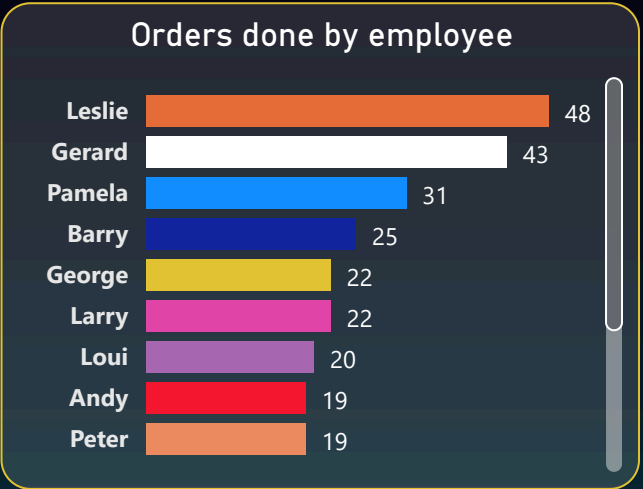 Orders done by employee
Leslie 48
Gerard 43
Pamela 31
Barry 25
George 22
Larry 22
Loui 20
Andy 19
Peter 19